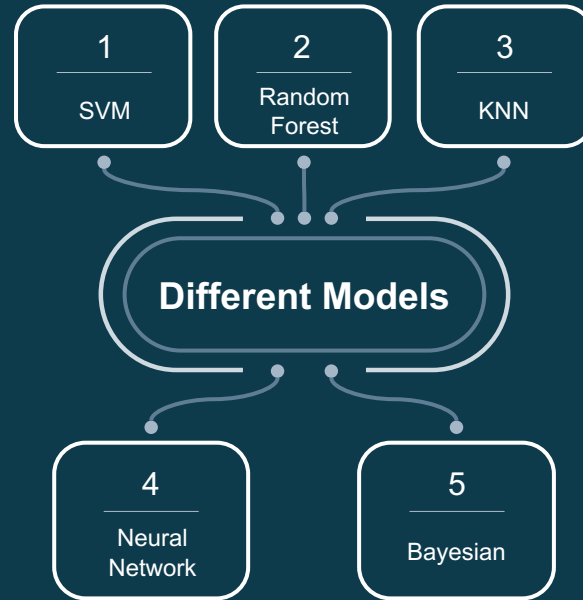 1
SVM
2
Random
Forest
3
KNN
Different Models
4
Neural
Network
5
Bayesian